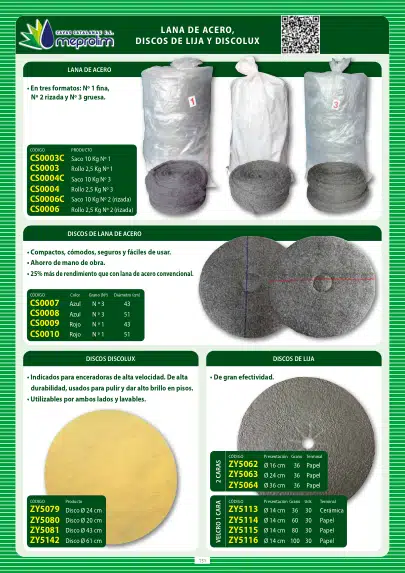 CATAS CATALANAS S.L.
meprolim
LANA DE ACERO,
DISCOS DE LIJA Y DISCOLUX
LANA DE ACERO
• En tres formatos: Nº 1 fina,
Nº 2 rizada y Nº 3 gruesa.
1
3
CÓDIGO PRODUCTO
CS0003C Saco 10 Kg Nº 1
CS0003 Rollo 2,5 Kg Nº 1
CS0004C Saco 10 Kg Nº 3
CS0004 Rollo 2,5 Kg Nº 3
CS0006C Saco 10 Kg Nº 2 (rizada)
CS0006 Rollo 2,5 Kg Nº 2 (rizada)
DISCOS DE LANA DE ACERO
• Compactos, cómodos, seguros y fáciles de usar.
• Ahorro de mano de obra.
• 25% más de rendimiento que con lana de acero convencional.
CÓDIGO Color Grano (Nº) Diámetro (cm)
CS0007 Azul Nº 3 43
CS0008 Azul Nº 3 51
CS0009 Rojo Nº 1 43
CS0010 Rojo Nº 1 51
DISCOS DISCOLUX
• Indicados para enceradoras de alta velocidad. De alta
durabilidad, usados para pulir y dar alto brillo en pisos.
• Utilizables por ambos lados y lavables.
CÓDIGO Producto
ZY5079 Disco Ø 24 cm
ZY5080 Disco Ø 20 cm
ZY5081 Disco Ø 43 cm
ZY5142 Disco Ø 61 cm
DISCOS DE LIJA
• De gran efectividad.
2 CARAS
CÓDIGO Presentación Grano Terminal
ZY5062 Ø 16 cm 36 Papel
ZY5063 Ø 24 cm 36 Papel
ZY5064 Ø 36 cm 36 Papel
VELCRO 1 CARA
CÓDIGO Presentación Grano Uds Terminal
ZY5113 Ø 14 cm 36 30 Cerámica
ZY5114 Ø 14 cm 60 30 Papel
ZY5115 Ø 14 cm 80 30 Papel
ZY5116 Ø 14 cm 100 30 Papel